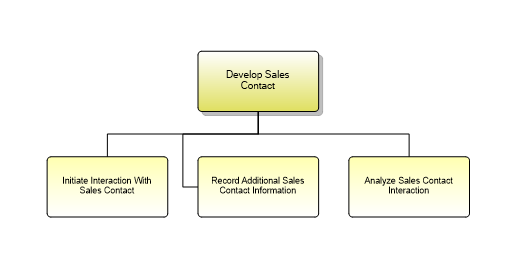 Develop Sales
Contact
Initiate Interaction With
Sales Contact
Record Additional Sales
Contact Information
Analyze Sales Contact
Interaction